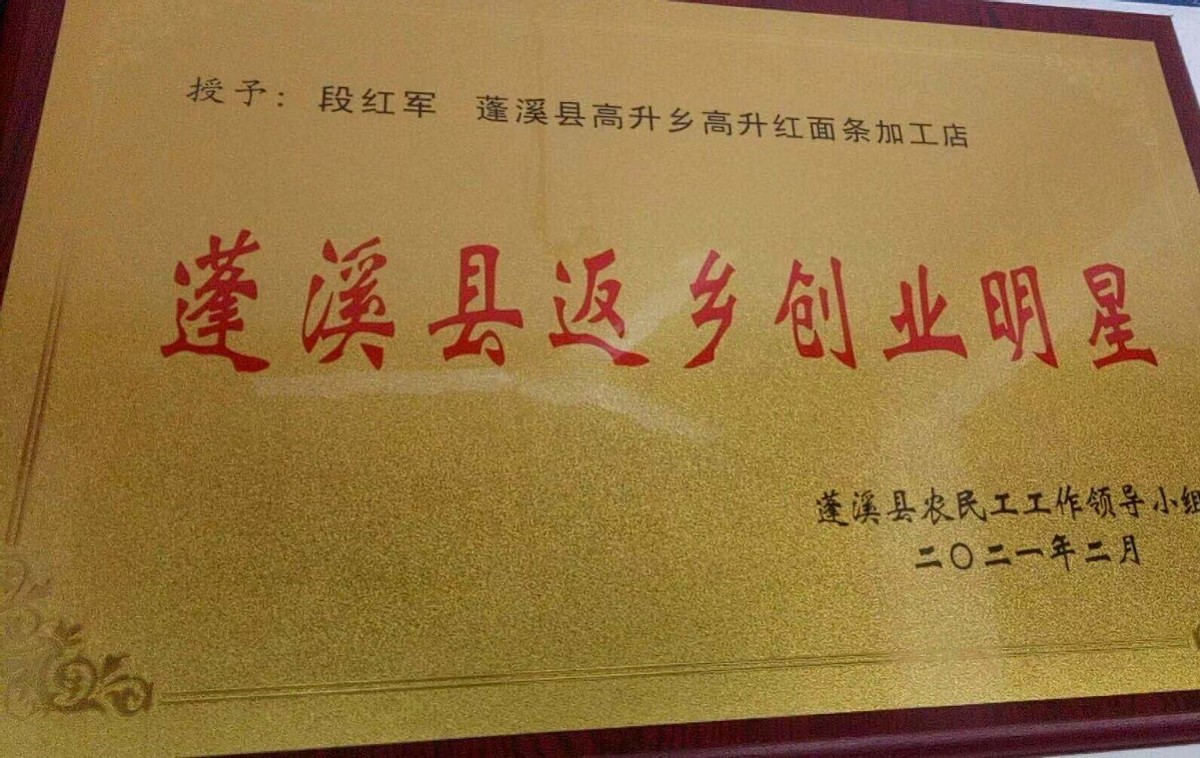 授予：段红军 蓬溪县高升乡高升红面条加工店
蓬溪县返乡创业明星
蓬溪县农民工工作领导小组
二〇二一年二月